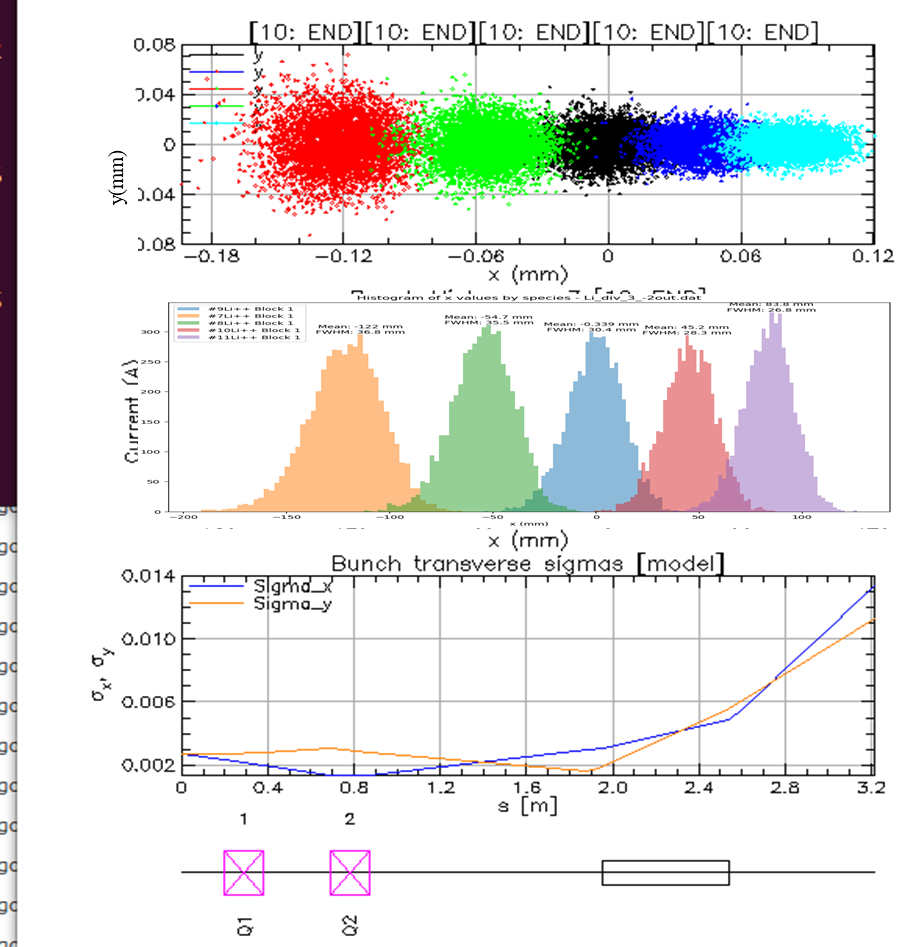 [10: END][10: END][10: END][10: END][10: END]
0.08
y
y
0.04
0
0.04
0.08
y(mm)
−0.18 −0.12 −0.06 0 0.06 0.12
x (mm)
Histogram of x values by species - Li_div_3_-2out.dat
#9Li++ Block 1
#7Li++ Block 1
#8Li++ Block 1
#10Li++ Block 1
#11Li++ Block 1
Mean: -122 mm
FWHM: 36.8 mm
Mean: -54.7 mm
FWHM: 35.5 mm
Mean: -0.339 mm
FWHM: 30.4 mm
Mean: 45.2 mm
FWHM: 28.3 mm
Mean: 83.8 mm
FWHM: 26.8 mm
300
250
200
150
100
50
0
Current (A)
−200 −150 −100 −50 0 50 100
x (mm)
x (mm)
Bunch transverse sigmas [model]
Sigma_x
Sigma_y
0.014
0.010
0.006
0.002
σx, σy
0 0.4 0.8 1.2 1.6 2.0 2.4 2.8 3.2
s [m]
1 2
Q1 Q2